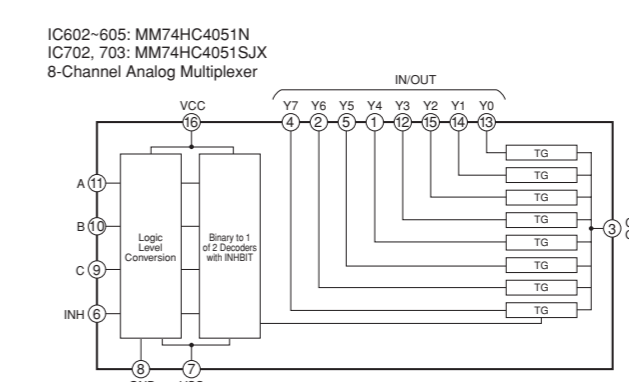 IC602~605: MM74HC4051N
IC702, 703: MM74HC4051SJX
8-Channel Analog Multiplexer
IN/OUT
VCC Y7 Y6 Y5 Y4 Y3 Y2 Y1 Y0
16 4 2 5 1 12 15 14 13
TG
TG
TG
TG
TG
TG
TG
TG
A 11
B 10
C 9
INH 6
Logic
Level
Conversion
Binary to 1
of 2 Decoders
with INHBIT
3
8 7